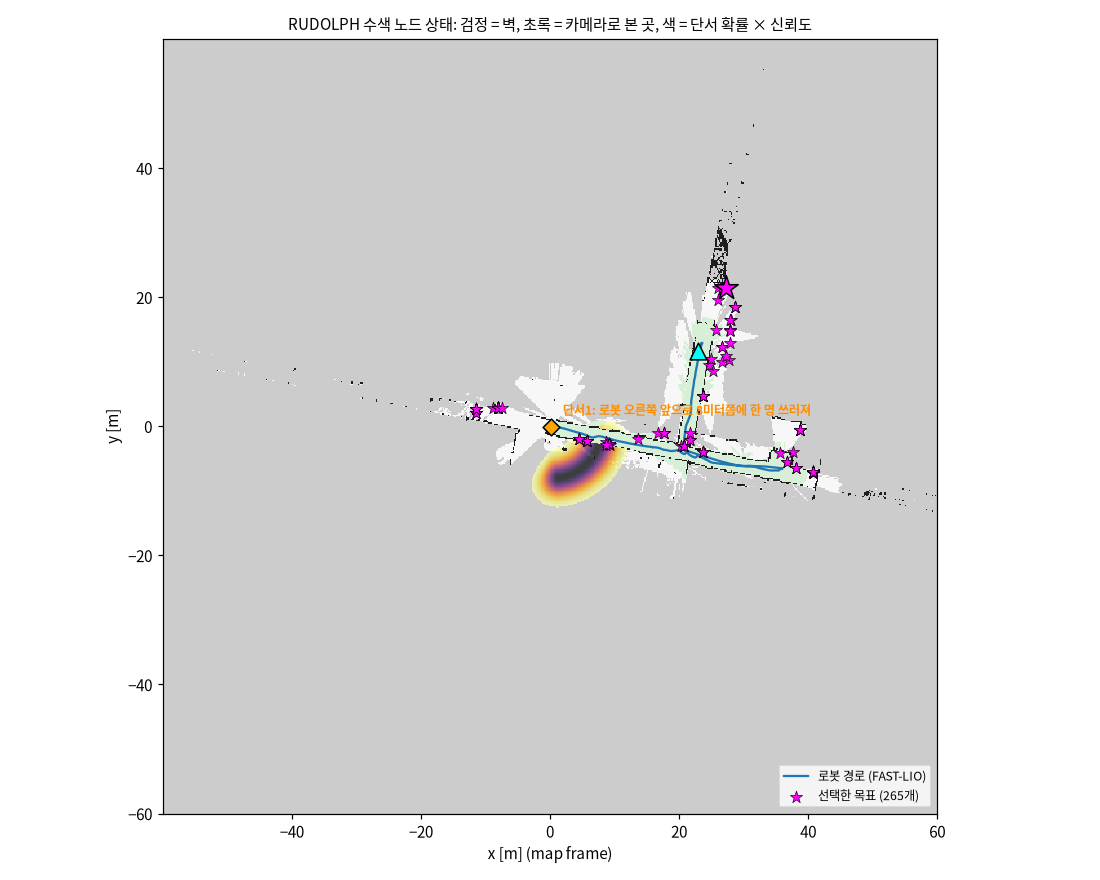 RUDOLPH 수색 노드 상태: 검정 = 벽, 초록 = 카메라로 본 곳, 색 = 단서 확률 × 신뢰도
단서1: 로봇 오른쪽 앞으로 8미터쯤에 한 명 쓰러져
40
20
0
−20
−40
−60
y [m]
−40
−20
0
20
40
60
x [m] (map frame)
로봇 경로 (FAST-LIO)
선택한 목표 (265개)